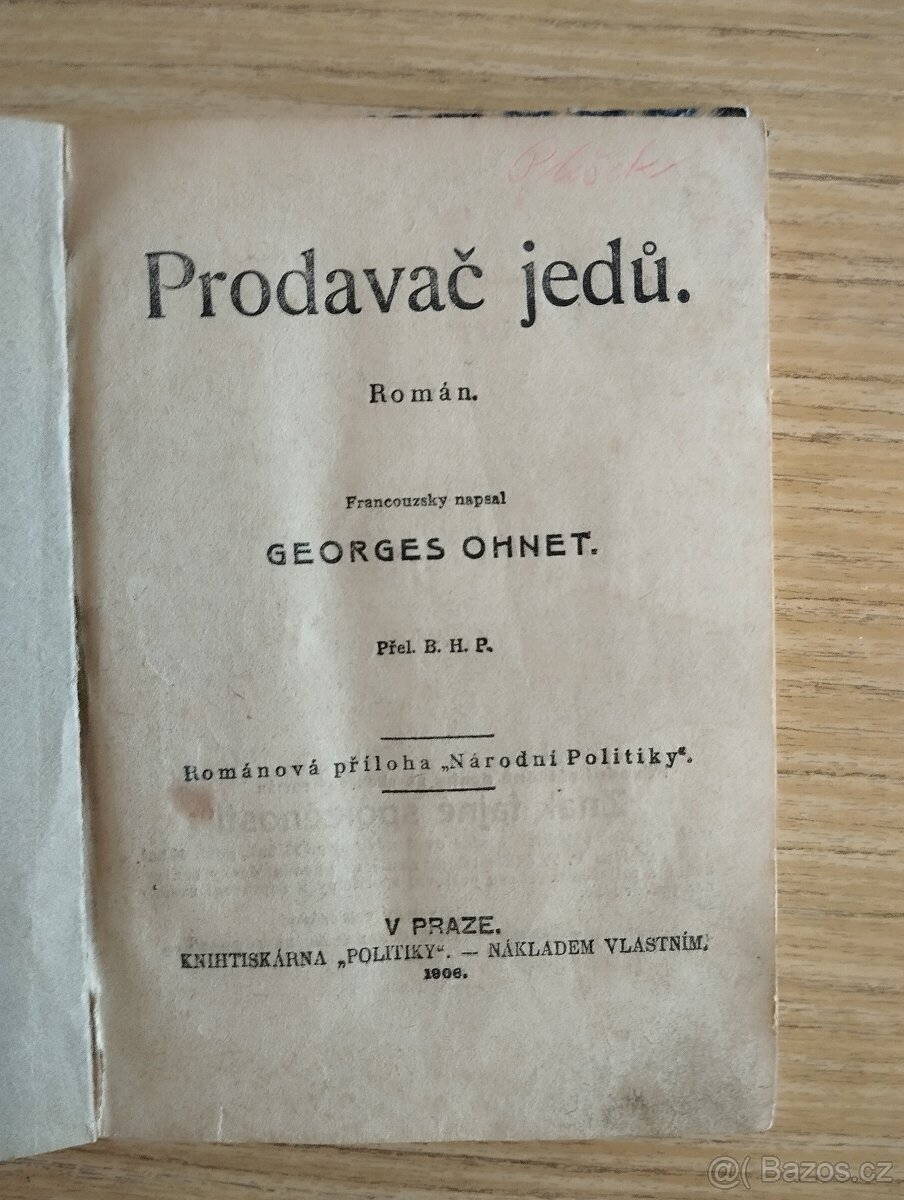 Prodavač jedů.
Román.
Francouzsky napsal
GEORGES OHNET.
Přel. B. H. P.
Románová příloha „Národní Politiky“.
V PRAZE.
KNIHTISKÁRNA „POLITIKY“. — NÁKLADEM VLASTNÍM.
1906.
@( Bazoš.cz